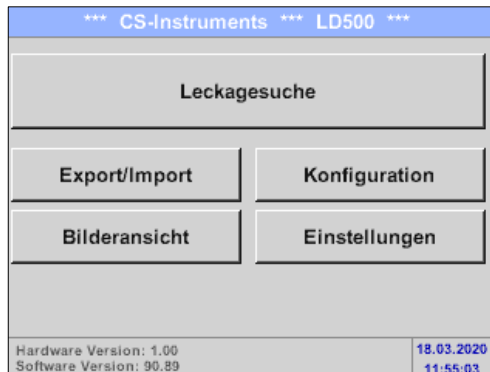 *** CS-Instruments *** LD500 ***
Leckagesuche
Export/Import
Konfiguration
Bilderansicht
Einstellungen
Hardware Version: 1.00
Software Version: 90.89
18.03.2020
11:55:03